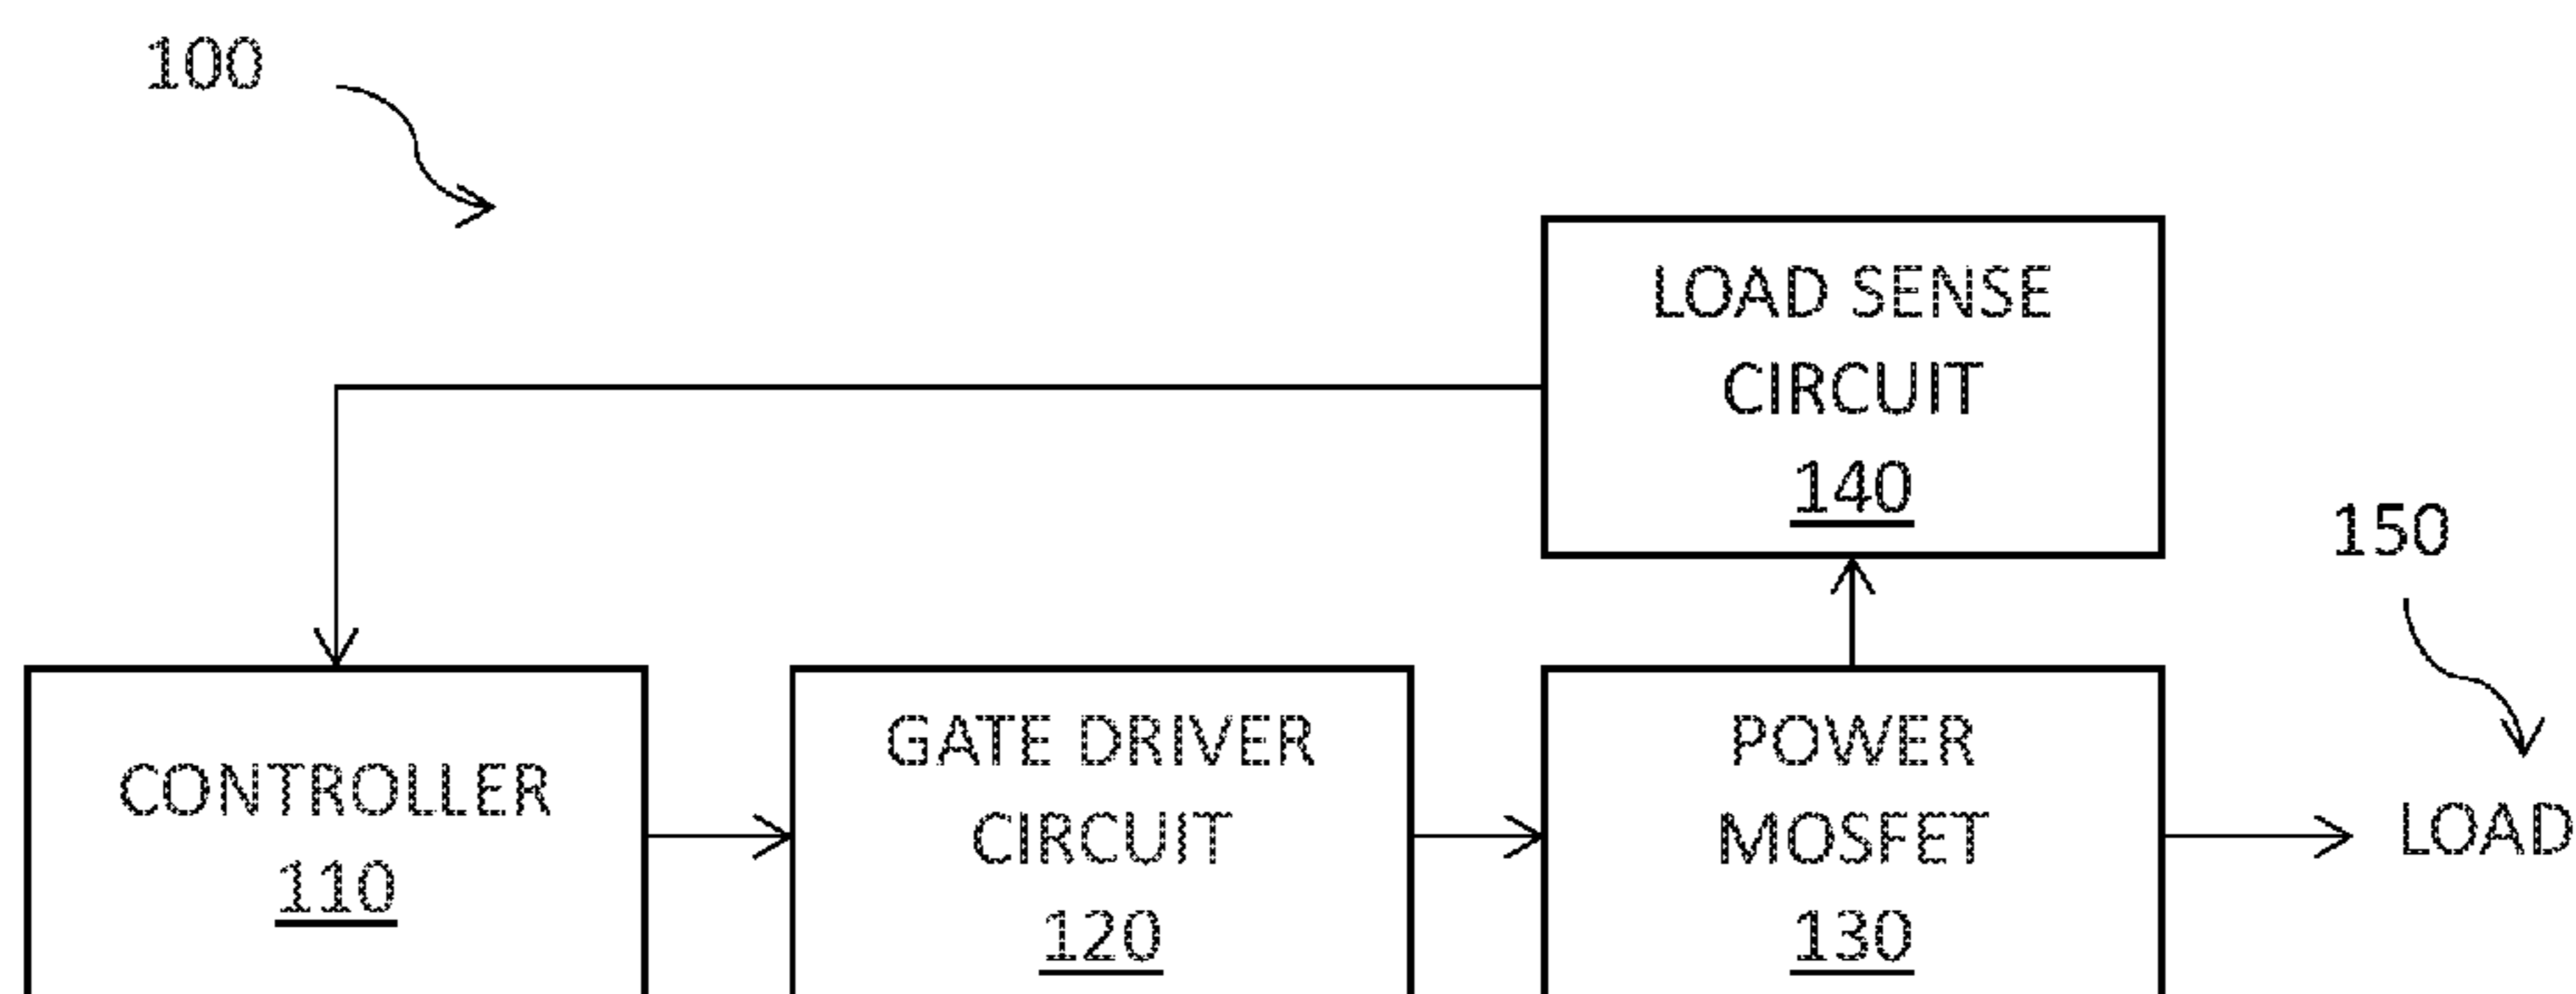 100
LOAD SENSE
CIRCUIT
140
150
CONTROLLER
110
GATE DRIVER
CIRCUIT
120
POWER
MOSFET
130
LOAD